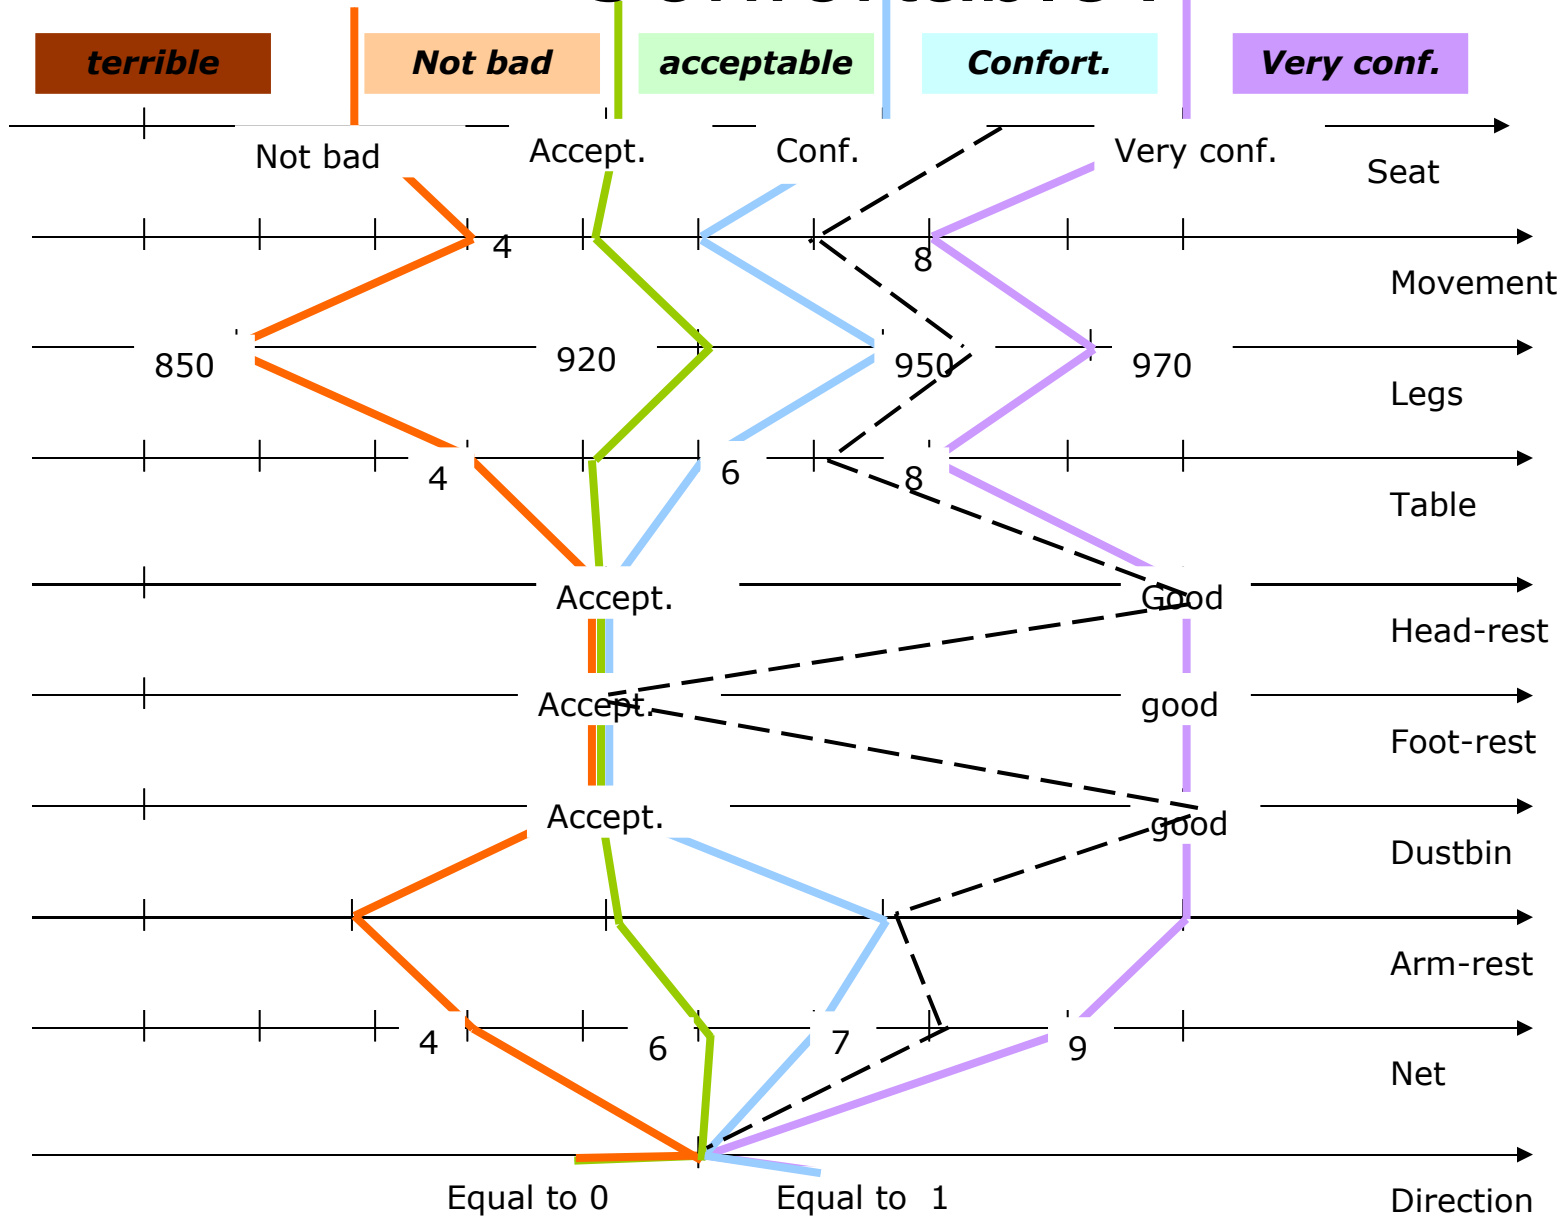 terrible Not bad acceptable Confort. Very conf.
Not bad Accept. Conf. Very conf.
Seat
4 8
Movement
850 920 950 970
Legs
4 6 8
Table
Accept. Good
Head-rest
Accept. good
Foot-rest
Accept. good
Dustbin
Arm-rest
4 6 7 9
Net
Equal to 0 Equal to 1
Direction